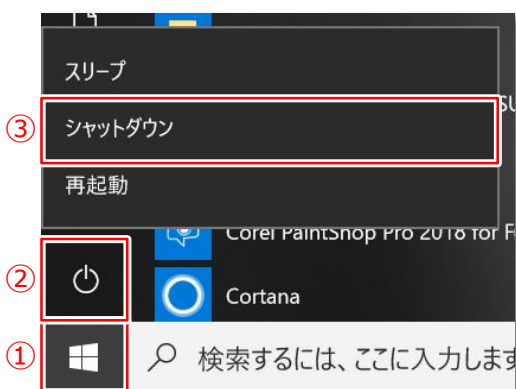 スリープ
③
シャットダウン
再起動
Corel PaintShop Pro 2018 for
②
Cortana
①
検索するには、ここに入力します